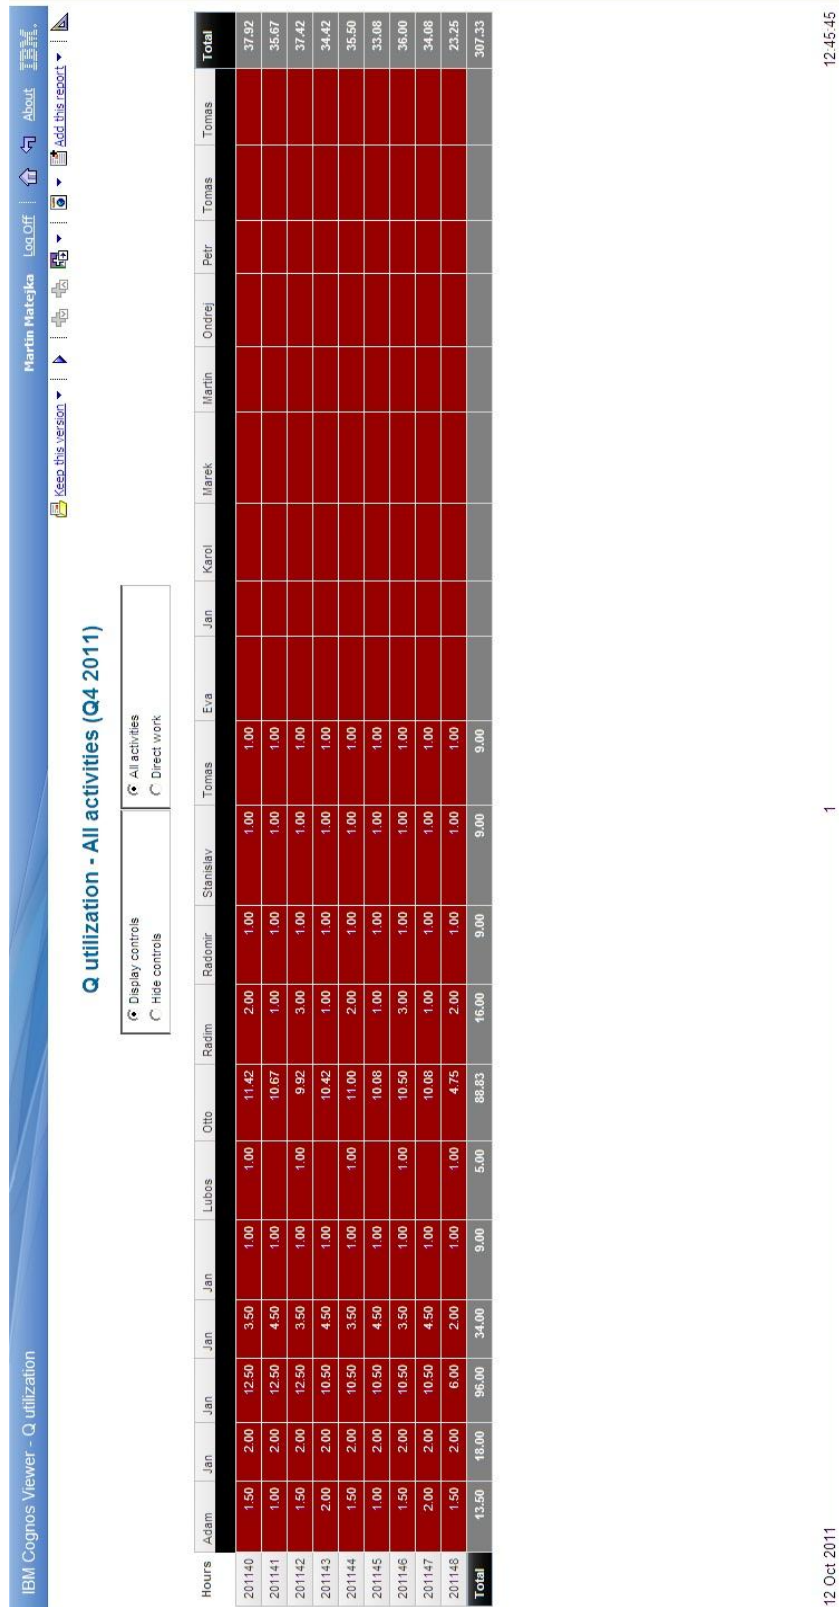 IBM Cognos Viewer - Q utilization Martin Matejka Log Off About IBM.
Keep this version Add this report
Q utilization - All activities (Q4 2011)
Display controls All activities
Hide controls Direct work
Hours Adam Jan Jan Jan Jan Lubos Otto Radim Radomir Stanislav Tomas Eva Jan Karol Marek Martin Ondrej Petr Tomas Tomas Total
201140 1.50 2.00 12.50 3.50 1.00 1.00 11.42 2.00 1.00 1.00 1.00 37.92
201141 1.00 2.00 12.50 4.50 1.00 10.67 1.00 1.00 1.00 1.00 35.67
201142 1.50 2.00 12.50 3.50 1.00 1.00 9.92 3.00 1.00 1.00 1.00 37.42
201143 2.00 2.00 10.50 4.50 1.00 10.42 1.00 1.00 1.00 1.00 34.42
201144 1.50 2.00 10.50 3.50 1.00 1.00 11.00 2.00 1.00 1.00 1.00 35.50
201145 1.00 2.00 10.50 4.50 1.00 10.08 1.00 1.00 1.00 1.00 33.08
201146 1.50 2.00 10.50 3.50 1.00 1.00 10.50 3.00 1.00 1.00 1.00 36.00
201147 2.00 2.00 10.50 4.50 1.00 10.08 1.00 1.00 1.00 1.00 34.08
201148 1.50 2.00 6.00 2.00 1.00 1.00 4.75 2.00 1.00 1.00 1.00 23.25
Total 13.50 18.00 96.00 34.00 9.00 5.00 88.83 16.00 9.00 9.00 9.00 307.33
12 Oct 2011 1 12:45:45